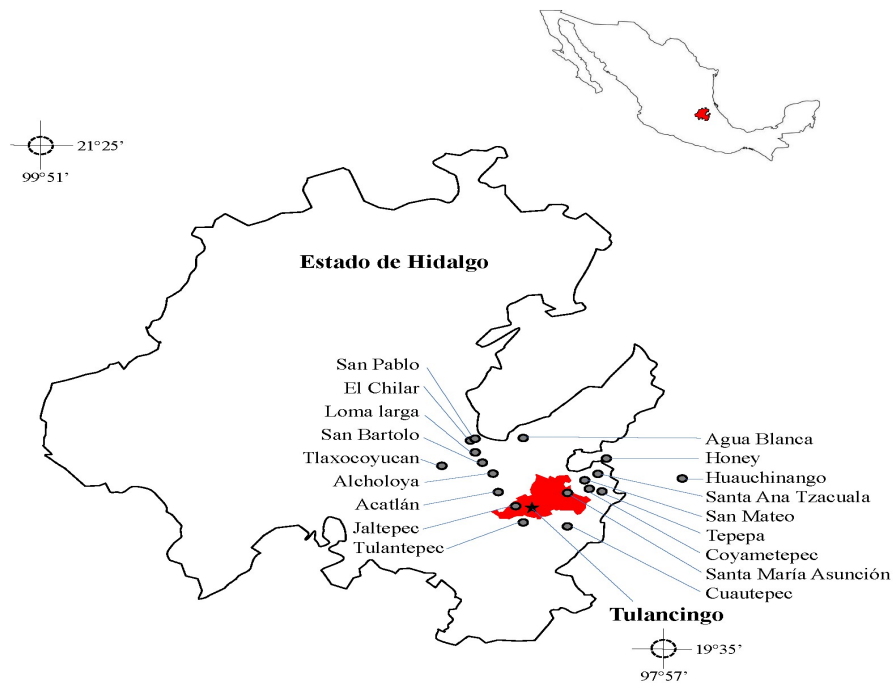 21°25'
99°51'
Estado de Hidalgo
San Pablo
El Chilar
Loma larga
San Bartolo
Tlaxocoyucan
Alcholoya
Acatlán
Jaltepec
Tulantepec
Agua Blanca
Honey
Huauchinango
Santa Ana Tzacuala
San Mateo
Tepepa
Coyametepec
Santa María Asunción
Cuautepec
Tulancingo
19°35'
97°57'